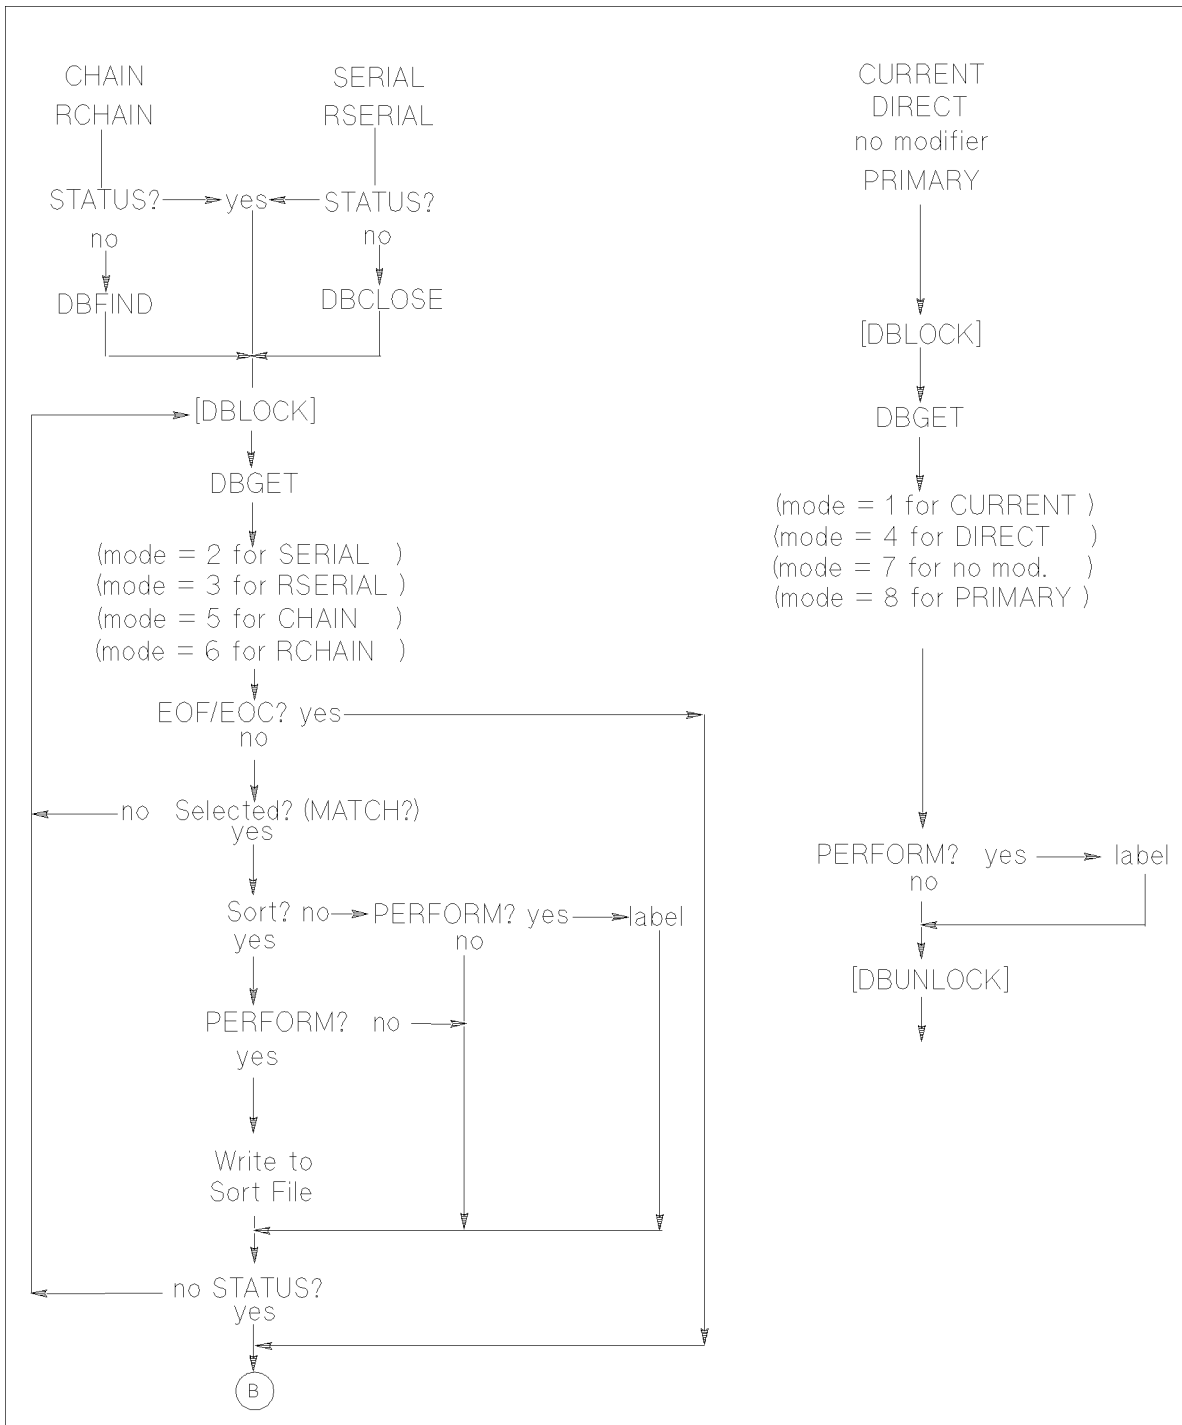 CHAIN
RCHAIN
SERIAL
RSERIAL
STATUS?
yes
STATUS?
no
no
DBFIND
DBCLOSE
[DBLOCK]
DBGET
(mode = 2 for SERIAL )
(mode = 3 for RSERIAL )
(mode = 5 for CHAIN )
(mode = 6 for RCHAIN )
EOF/EOC? yes
no
no Selected? (MATCH?)
yes
Sort? no PERFORM? yes label
yes
no
PERFORM? no
yes
Write to
Sort File
no STATUS?
yes
B
CURRENT
DIRECT
no modifier
PRIMARY
[DBLOCK]
DBGET
(mode = 1 for CURRENT )
(mode = 4 for DIRECT )
(mode = 7 for no mod. )
(mode = 8 for PRIMARY )
PERFORM? yes label
no
[DBUNLOCK]